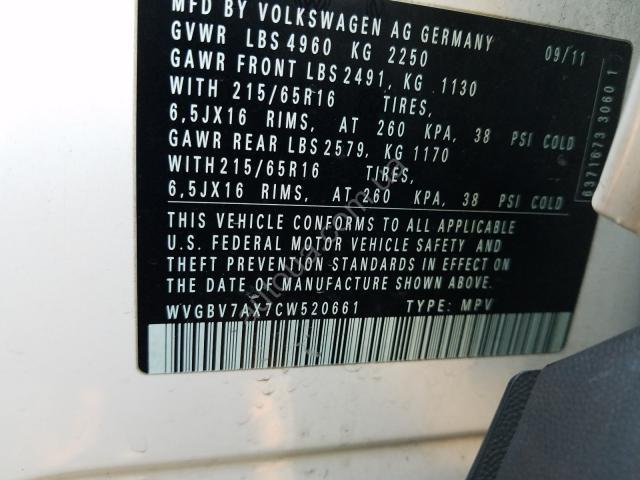 MFD BY VOLKSWAGEN AG GERMANY
GVWR LBS 4960 KG 2250 09/11
GAWR FRONT LBS 2491, KG 1130
WITH 215/65R16 TIRES,
6,5JX16 RIMS, AT 260 KPA, 38 PSI COLD
GAWR REAR LBS 2579, KG 1170
WITH 215/65R16 TIRES,
6,5JX16 RIMS, AT 260 KPA, 38 PSI COLD
THIS VEHICLE CONFORMS TO ALL APPLICABLE
U.S. FEDERAL MOTOR VEHICLE SAFETY AND
THEFT PREVENTION STANDARDS IN EFFECT ON
THE DATE OF MANUFACTURE SHOWN ABOVE.
WVGBV7AX7CW520661 TYPE: MPV
6371673 3060 1